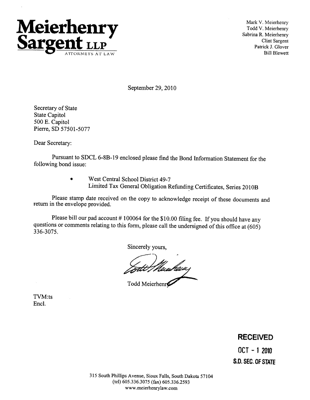 Meierhenry
Sargent LLP
ATTORNEYS AT LAW
Mark V. Meierhenry
Todd V. Meierhenry
Sabrina R. Meierhenry
Clint Sargent
Patrick J. Glover
Bill Blewett
September 29, 2010
Secretary of State
State Capitol
500 E. Capitol
Pierre, SD 57501-5077
Dear Secretary:
Pursuant to SDCL 6-8B-19 enclosed please find the Bond Information Statement for the
following bond issue:
• West Central School District 49-7
Limited Tax General Obligation Refunding Certificates, Series 2010B
Please stamp date received on the copy to acknowledge receipt of these documents and
return in the envelope provided.
Please bill our pad account # 100064 for the $10.00 filing fee. If you should have any
questions or comments relating to this form, please call the undersigned of this office at (605)
336-3075.
Sincerely yours,
Todd Meierhenry
Todd Meierhenry
TVM:ts
Encl.
RECEIVED
OCT - 1 2010
S.D. SEC. OF STATE
315 South Phillips Avenue, Sioux Falls, South Dakota 57104
(tel) 605.336.3075 (fax) 605.336.2593
www.meierhenrylaw.com